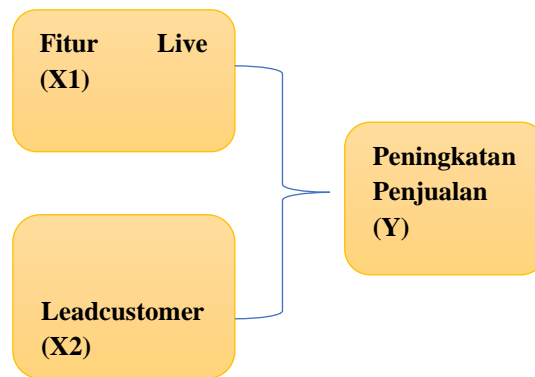 Fitur Live
(X1)
Peningkatan
Penjualan
(Y)
Leadcustomer
(X2)